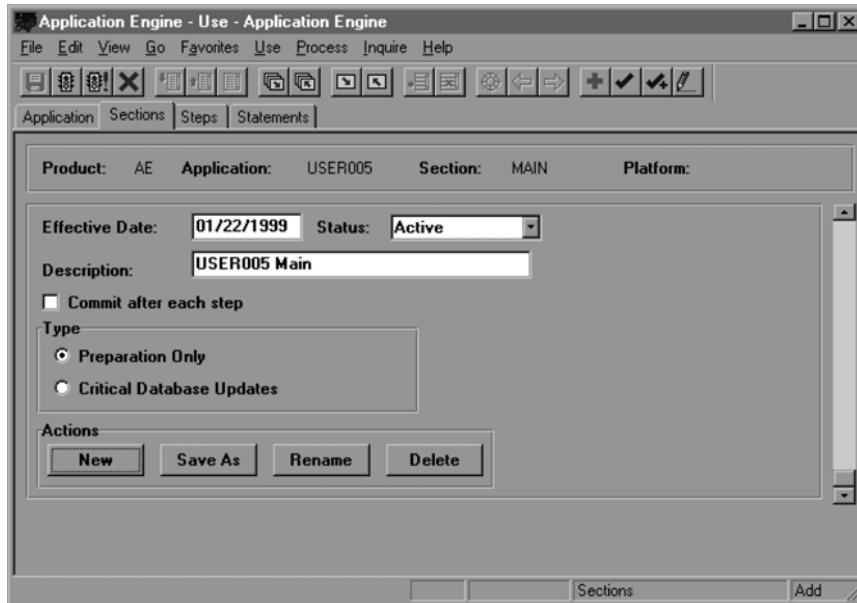 Application Engine - Use - Application Engine
File Edit View Go Favorites Use Process Inquire Help
Application Sections Steps Statements
Product: AE Application: USER005 Section: MAIN Platform:
Effective Date: 01/22/1999 Status: Active
Description: USER005 Main
Commit after each step
Type
Preparation Only
Critical Database Updates
Actions
New Save As Rename Delete
Sections Add